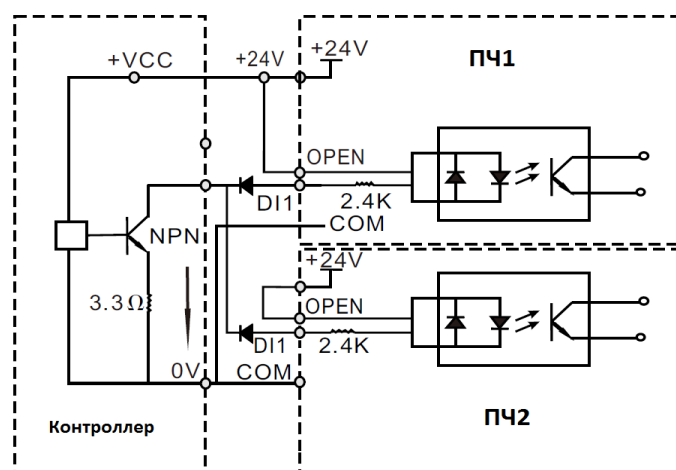 +24V
ПЧ1
+VCC
+24V
OPEN
DI1
2.4K
NPN
COM
+24V
3.3Ω
OPEN
DI1
2.4K
0V
COM
Контроллер
ПЧ2